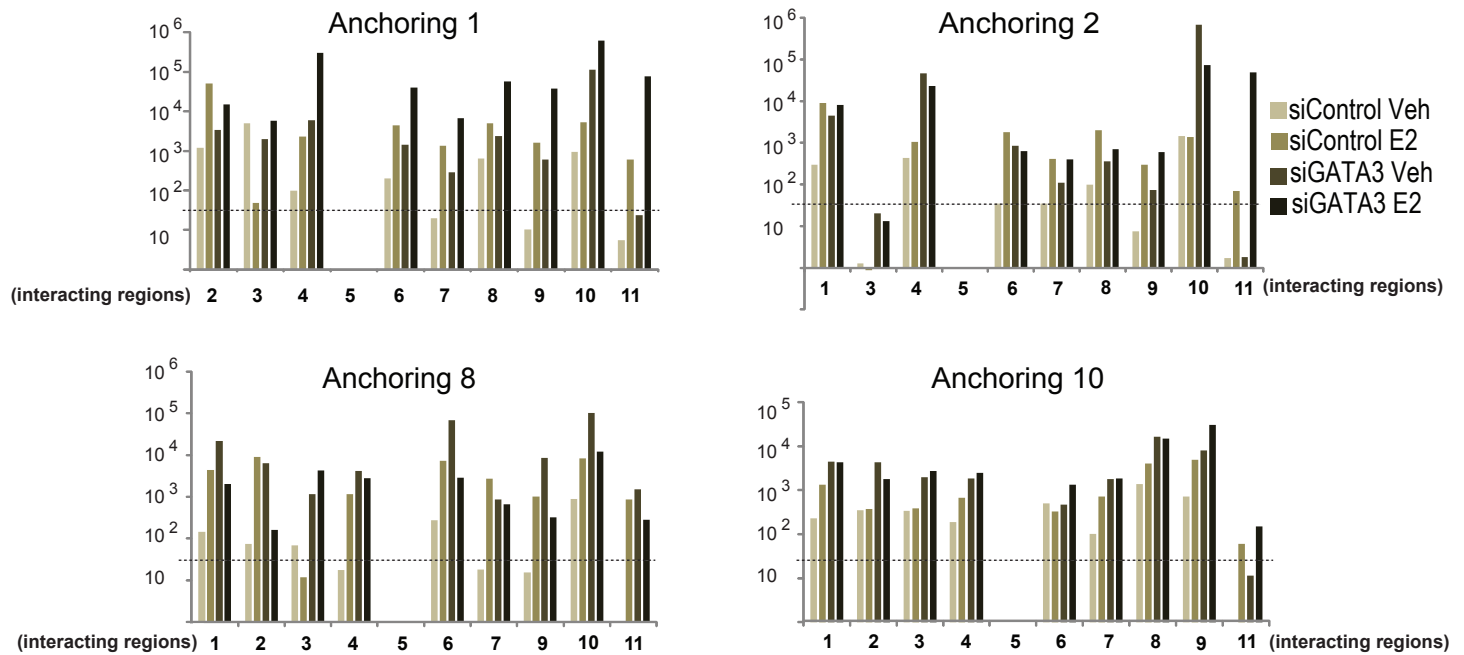 Anchoring 1
10 6
10 5
10 4
10 3
10 2
10
(interacting regions) 2 3 4 5 6 7 8 9 10 11
Anchoring 2
10 6
10 5
10 4
10 3
10 2
10
1 3 4 5 6 7 8 9 10 11 (interacting regions)
siControl Veh
siControl E2
siGATA3 Veh
siGATA3 E2
Anchoring 8
10 6
10 5
10 4
10 3
10 2
10
(interacting regions) 1 2 3 4 5 6 7 9 10 11
Anchoring 10
10 5
10 4
10 3
10 2
10
1 2 3 4 5 6 7 8 9 11 (interacting regions)